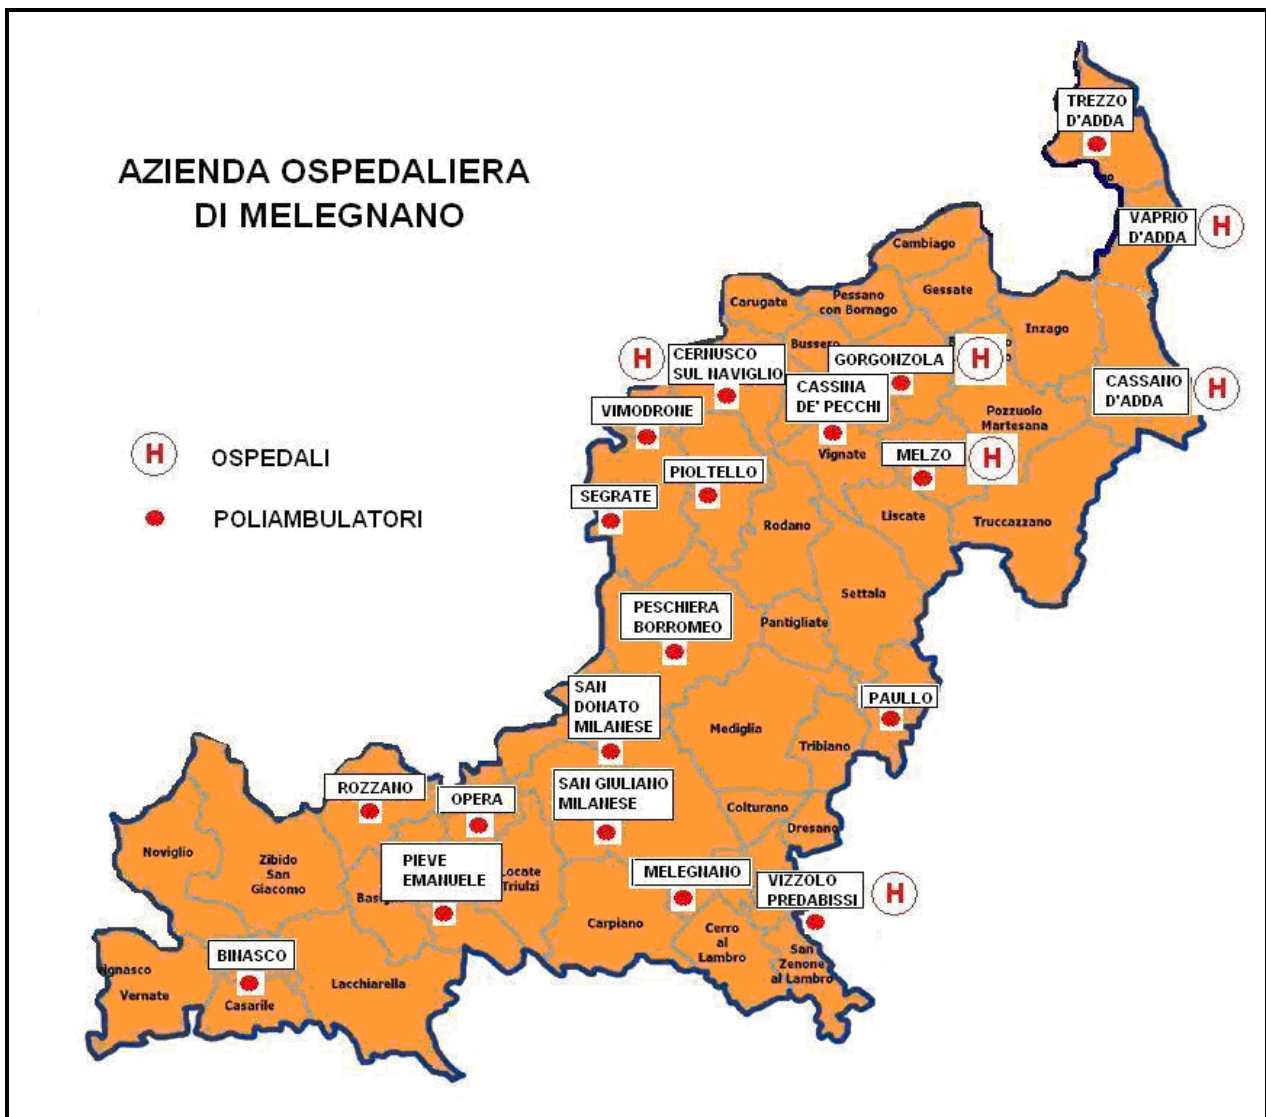 AZIENDA OSPEDALIERA
DI MELEGNANO
TREZZO
D'ADDA
VAPRIO
D'ADDA
H
Cambiago
Gessate
Pessano
con Bornago
Carugate
Inzago
Bussero
H
CERNUSCO
SUL NAVIGLIO
GORGONZOLA
H
CASSINA
DE' PECCHI
CASSANO
D'ADDA
H
VIMODRONE
Pozzuolo
Martesana
H
OSPEDALI
Vignate
MELZO
H
PIOLTELLO
SEGRATE
POLIAMBULATORI
Rodano
Liscate
Truccazzano
Settala
PESCHIERA
BORROMEO
Pantigliate
SAN
DONATO
MILANESE
PAULLO
Mediglia
Tribiano
ROZZANO
OPERA
SAN GIULIANO
MILANESE
Colturano
Dresano
Noviglio
Zibido
San
Giacomo
PIEVE
EMANUELE
Locate
Triulzi
MELEGNANO
VIZZOLO
PREDABISSI
H
Carpiano
Cerro
al
Lambro
San
Zenone
al Lambro
BINASCO
Vernate
Casarile
Lacchiarella